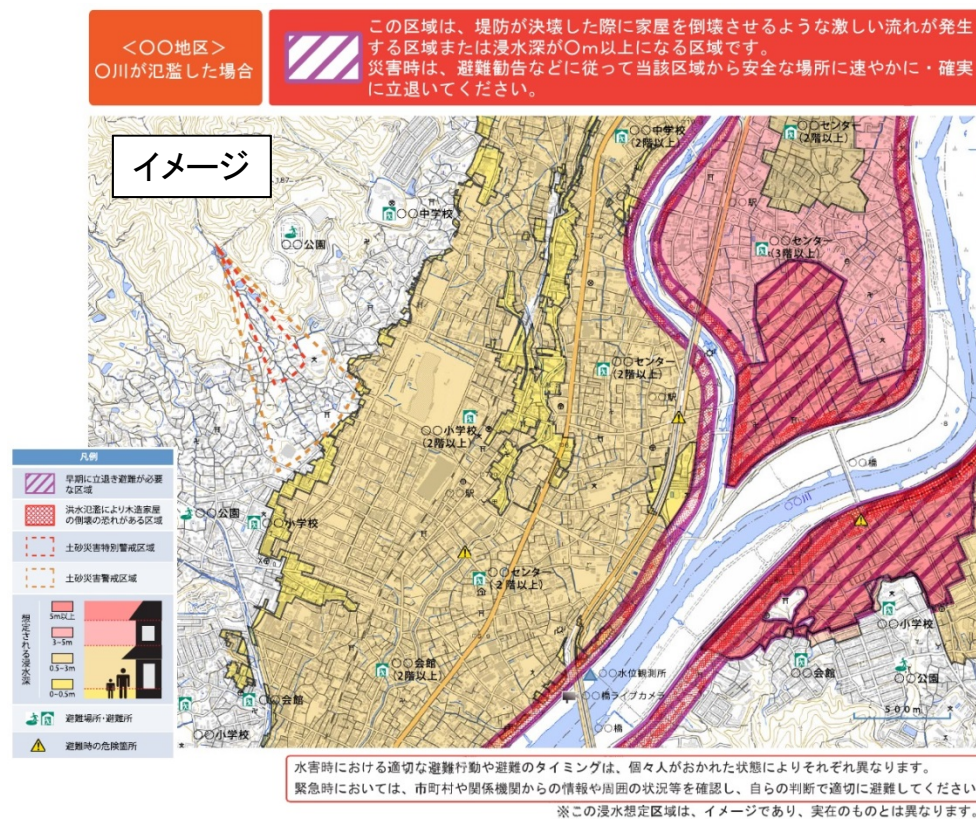 ＜〇〇地区＞
〇川が氾濫した場合
この区域は、堤防が決壊した際に家屋を倒壊させるような激しい流れが発生
する区域または浸水深が〇m以上になる区域です。
災害時は、避難勧告などに従って当該区域から安全な場所に速やかに・確実
に立退いてください。
イメージ
〇〇中学校
(2階以上)
〇〇センター
(2階以上)
〇〇中学校
〇〇駅
〇〇公園
〇〇センター
(3階以上)
〇〇センター
(2階以上)
〇〇駅
〇〇小学校
(2階以上)
〇〇駅
〇〇橋
〇〇川
〇〇公園
〇〇小学校
〇〇センター
(2階以上)
〇〇小学校
〇〇会館
(2階以上)
〇〇会館
〇〇水位観測所
〇〇公園
〇〇橋ライブカメラ
〇〇会館
〇〇小学校
〇〇橋
500m
凡例
早期に立退き避難が必要
な区域
洪水氾濫により木造家屋
の倒壊の恐れがある区域
土砂災害特別警戒区域
土砂災害警戒区域
想定される浸水深
5m以上
3~5m
0.5~3m
0~0.5m
避難場所・避難所
避難時の危険箇所
水害時における適切な避難行動や避難のタイミングは、個々人がおかれた状態によりそれぞれ異なります。
緊急時においては、市町村や関係機関からの情報や周囲の状況等を確認し、自らの判断で適切に避難してください
※この浸水想定区域は、イメージであり、実在のものとは異なります。